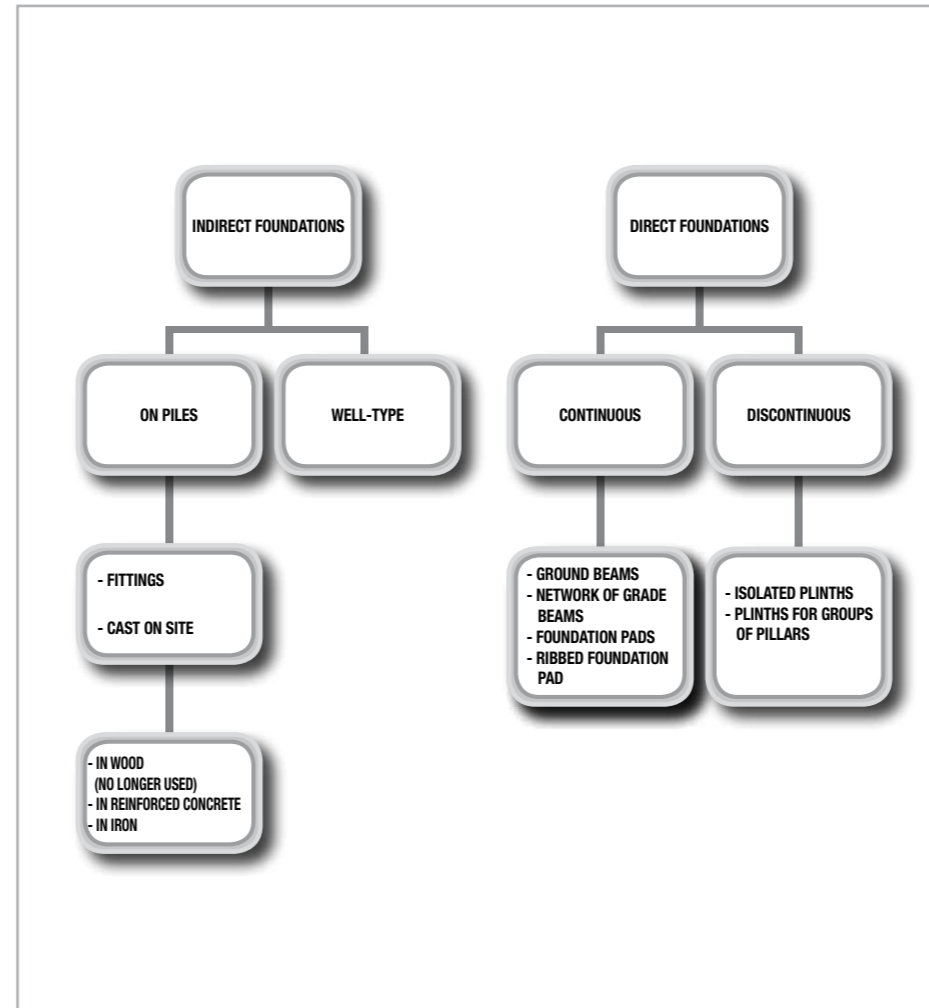 INDIRECT FOUNDATIONS
ON PILES
WELL-TYPE
- FITTINGS
- CAST ON SITE
- IN WOOD
(NO LONGER USED)
- IN REINFORCED CONCRETE
- IN IRON
DIRECT FOUNDATIONS
CONTINUOUS
DISCONTINUOUS
- GROUND BEAMS
- NETWORK OF GRADE
BEAMS
- FOUNDATION PADS
- RIBBED FOUNDATION
PAD
- ISOLATED PLINTHS
- PLINTHS FOR GROUPS
OF PILLARS